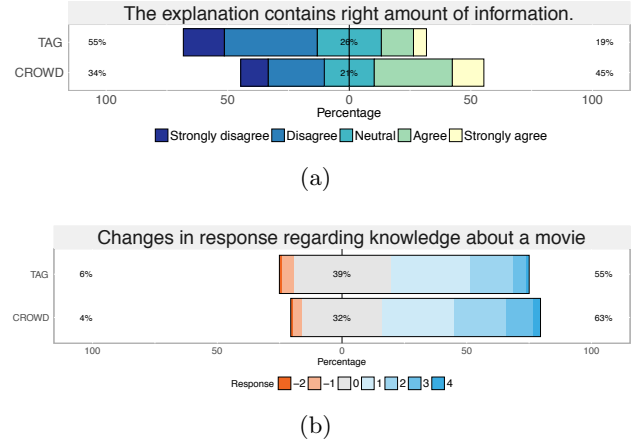 The explanation contains right amount of information.
TAG 55% 26% 19%
CROWD 34% 21% 45%
100 50 0 50 100
Percentage
Strongly disagree Disagree Neutral Agree Strongly agree
(a)
Changes in response regarding knowledge about a movie
TAG 6% 39% 55%
CROWD 4% 32% 63%
100 50 0 50 100
Percentage
Response -2 -1 0 1 2 3 4
(b)